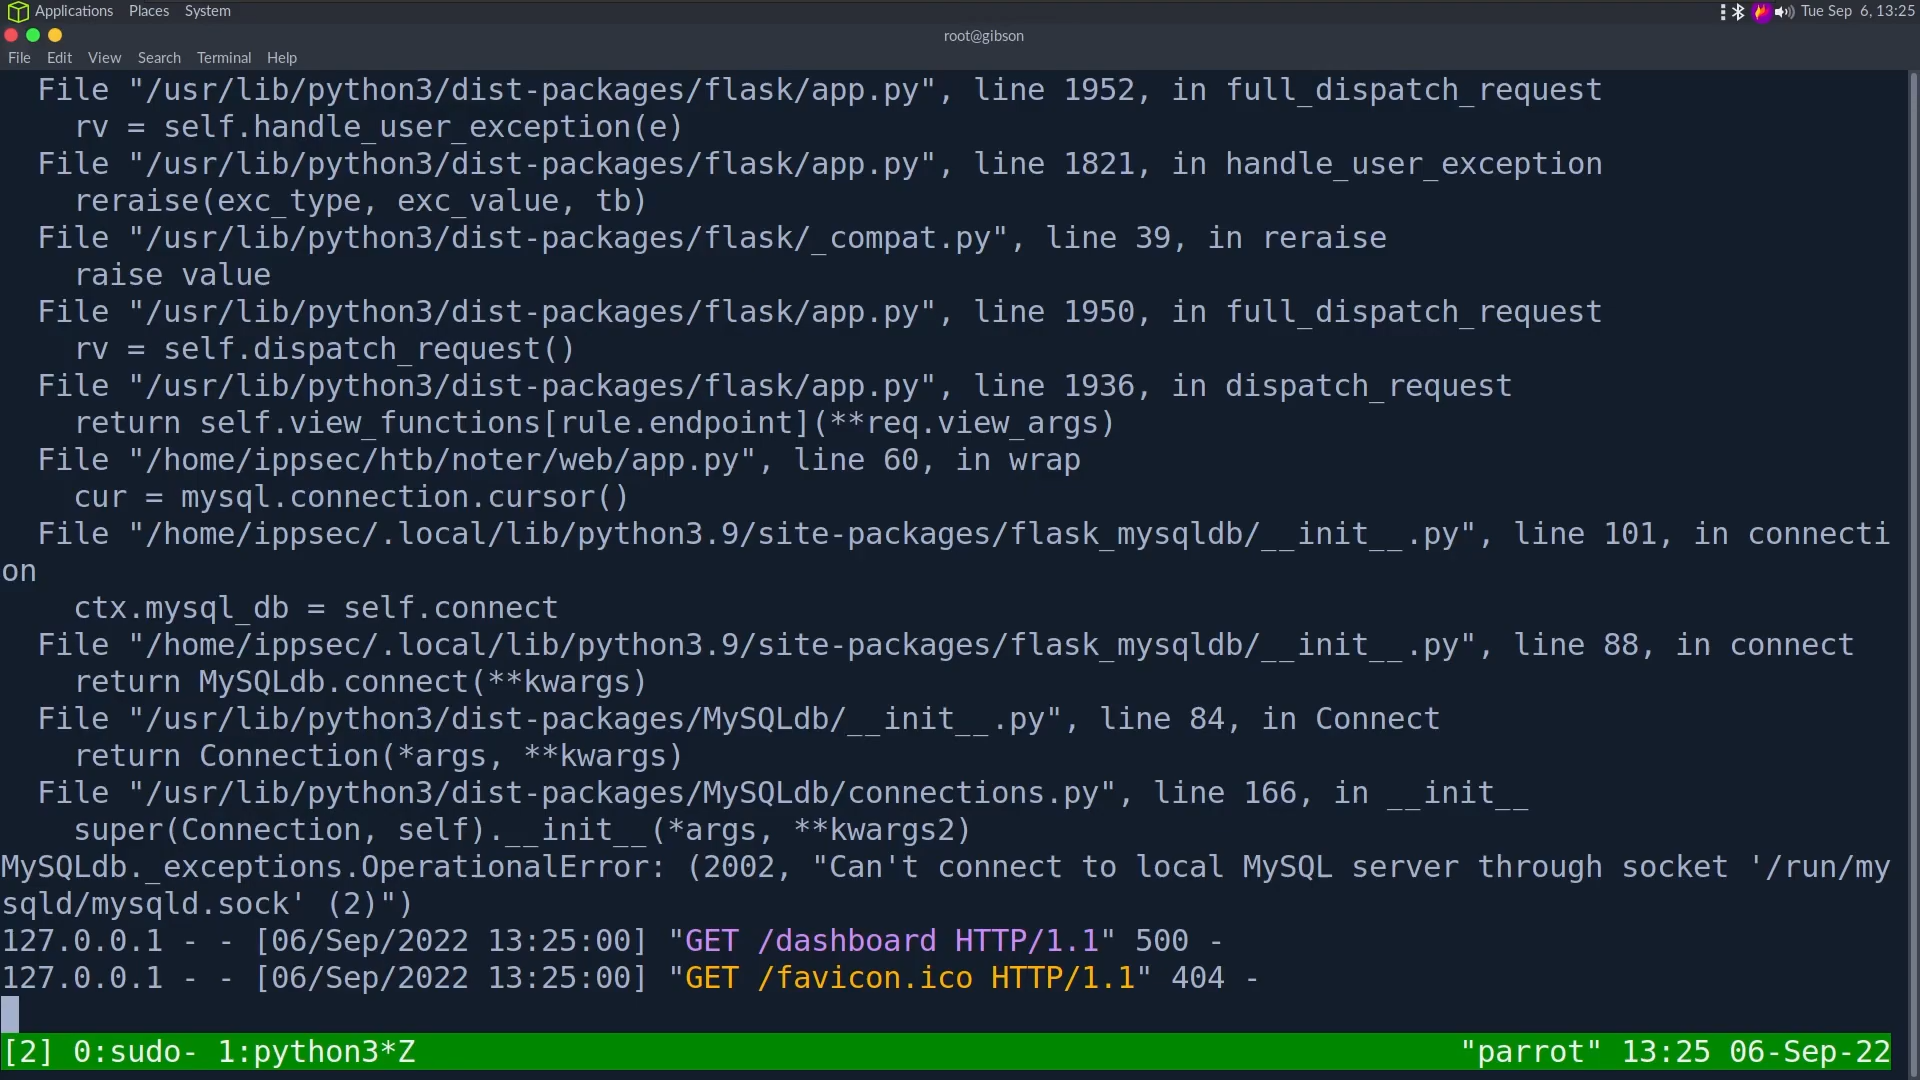 Applications Places System Tue Sep 6, 13:25
root@gibson
File Edit View Search Terminal Help
File "/usr/lib/python3/dist-packages/flask/app.py", line 1952, in full_dispatch_request
rv = self.handle_user_exception(e)
File "/usr/lib/python3/dist-packages/flask/app.py", line 1821, in handle_user_exception
reraise(exc_type, exc_value, tb)
File "/usr/lib/python3/dist-packages/flask/_compat.py", line 39, in reraise
raise value
File "/usr/lib/python3/dist-packages/flask/app.py", line 1950, in full_dispatch_request
rv = self.dispatch_request()
File "/usr/lib/python3/dist-packages/flask/app.py", line 1936, in dispatch_request
return self.view_functions[rule.endpoint](**req.view_args)
File "/home/ippsec/htb/noter/web/app.py", line 60, in wrap
cur = mysql.connection.cursor()
File "/home/ippsec/.local/lib/python3.9/site-packages/flask_mysqldb/__init__.py", line 101, in connecti
on
ctx.mysql_db = self.connect
File "/home/ippsec/.local/lib/python3.9/site-packages/flask_mysqldb/__init__.py", line 88, in connect
return MySQLdb.connect(**kwargs)
File "/usr/lib/python3/dist-packages/MySQLdb/__init__.py", line 84, in Connect
return Connection(*args, **kwargs)
File "/usr/lib/python3/dist-packages/MySQLdb/connections.py", line 166, in __init__
super(Connection, self).__init__(*args, **kwargs2)
MySQLdb._exceptions.OperationalError: (2002, "Can't connect to local MySQL server through socket '/run/my
sqld/mysqld.sock' (2)")
127.0.0.1 - - [06/Sep/2022 13:25:00] "GET /dashboard HTTP/1.1" 500 -
127.0.0.1 - - [06/Sep/2022 13:25:00] "GET /favicon.ico HTTP/1.1" 404 -
[2] 0:sudo- 1:python3*Z "parrot" 13:25 06-Sep-22